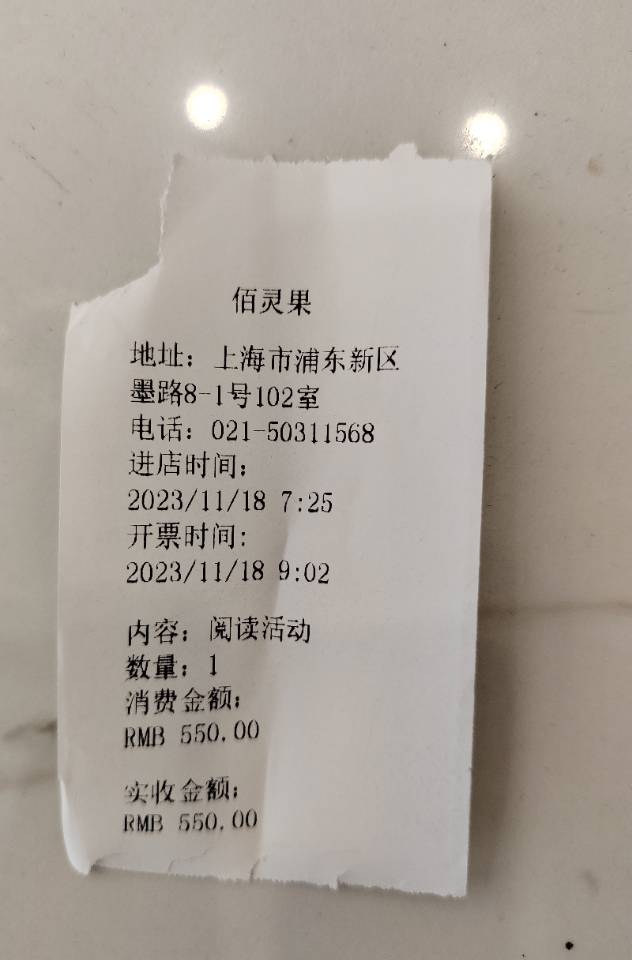 佰灵果
地址：上海市浦东新区
墨路8-1号102室
电话：021-50311568
进店时间：
2023/11/18 7:25
开票时间：
2023/11/18 9:02
内容：阅读活动
数量：1
消费金额：
RMB 550.00
实收金额：
RMB 550.00